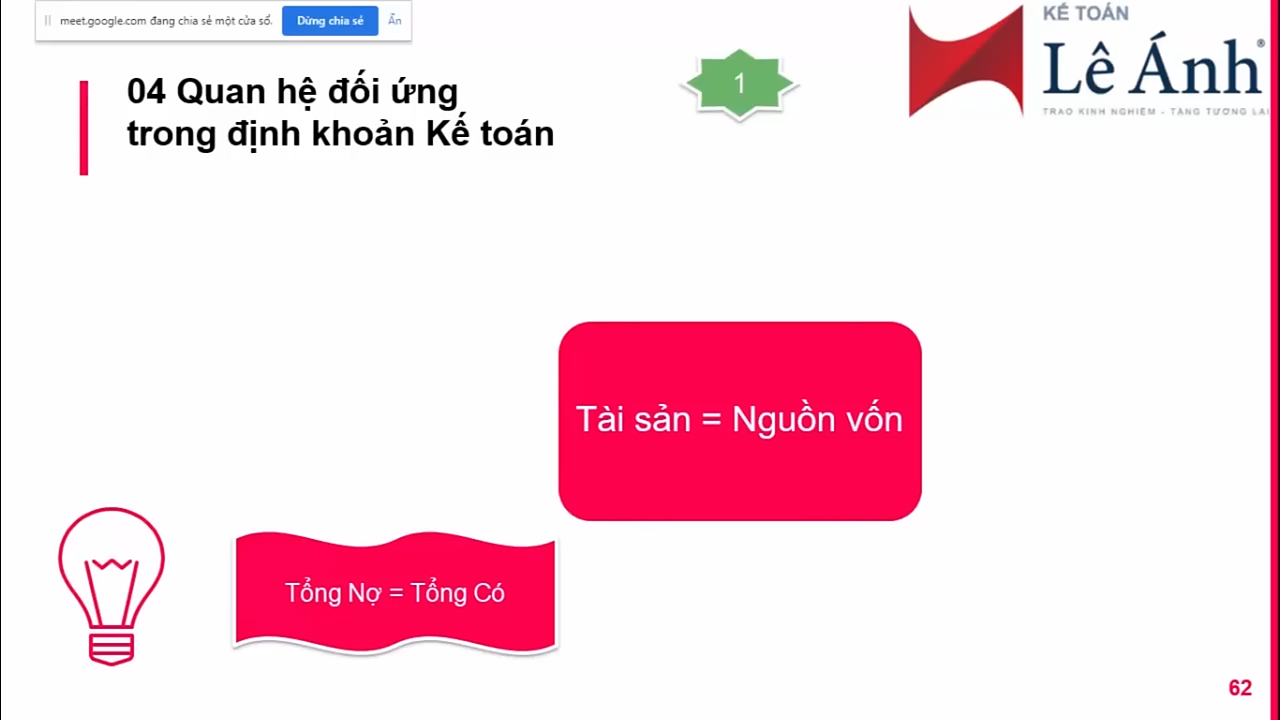 meet.google.com đang chia sẻ một cửa sổ.
Dừng chia sẻ
Ẩn
KẾ TOÁN
Lê Ánh®
TRAO KINH NGHIỆM - TẶNG TƯƠNG LAI
04 Quan hệ đối ứng
trong định khoản Kế toán
1
Tài sản = Nguồn vốn
Tổng Nợ = Tổng Có
62